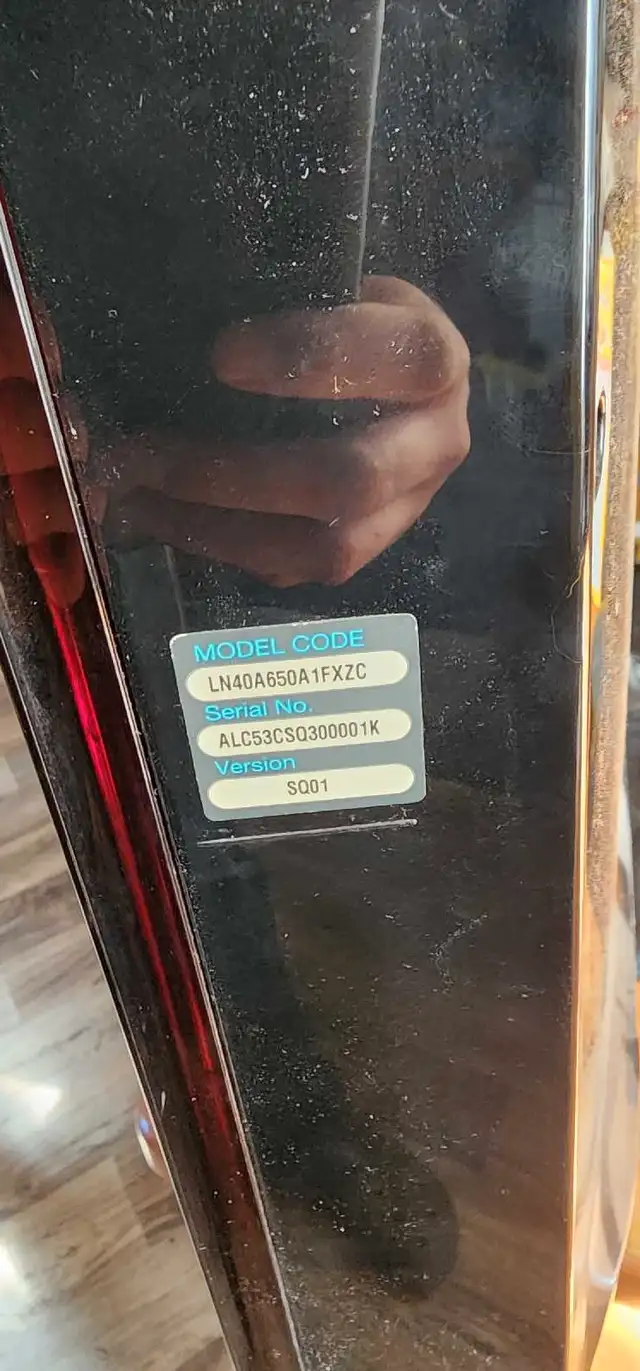 MODEL CODE
LN40A650A1FXZC
Serial No.
ALC53CSQ300001K
Version
SQ01